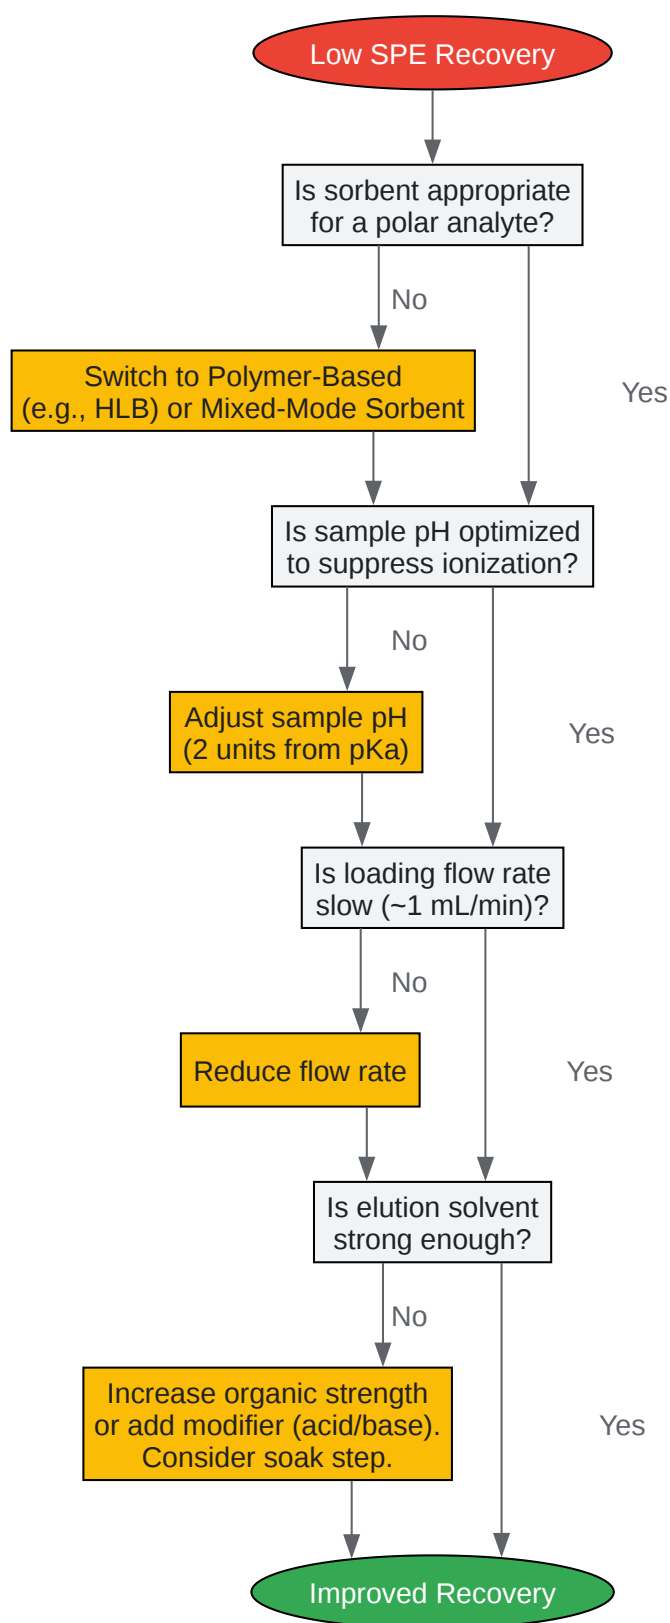 Low SPE Recovery
Is sorbent appropriate
for a polar analyte?
No
Switch to Polymer-Based
(e.g., HLB) or Mixed-Mode Sorbent
Yes
Is sample pH optimized
to suppress ionization?
No
Adjust sample pH
(2 units from pKa)
Yes
Is loading flow rate
slow (~1 mL/min)?
No
Reduce flow rate
Yes
Is elution solvent
strong enough?
No
Increase organic strength
or add modifier (acid/base).
Consider soak step.
Yes
Improved Recovery